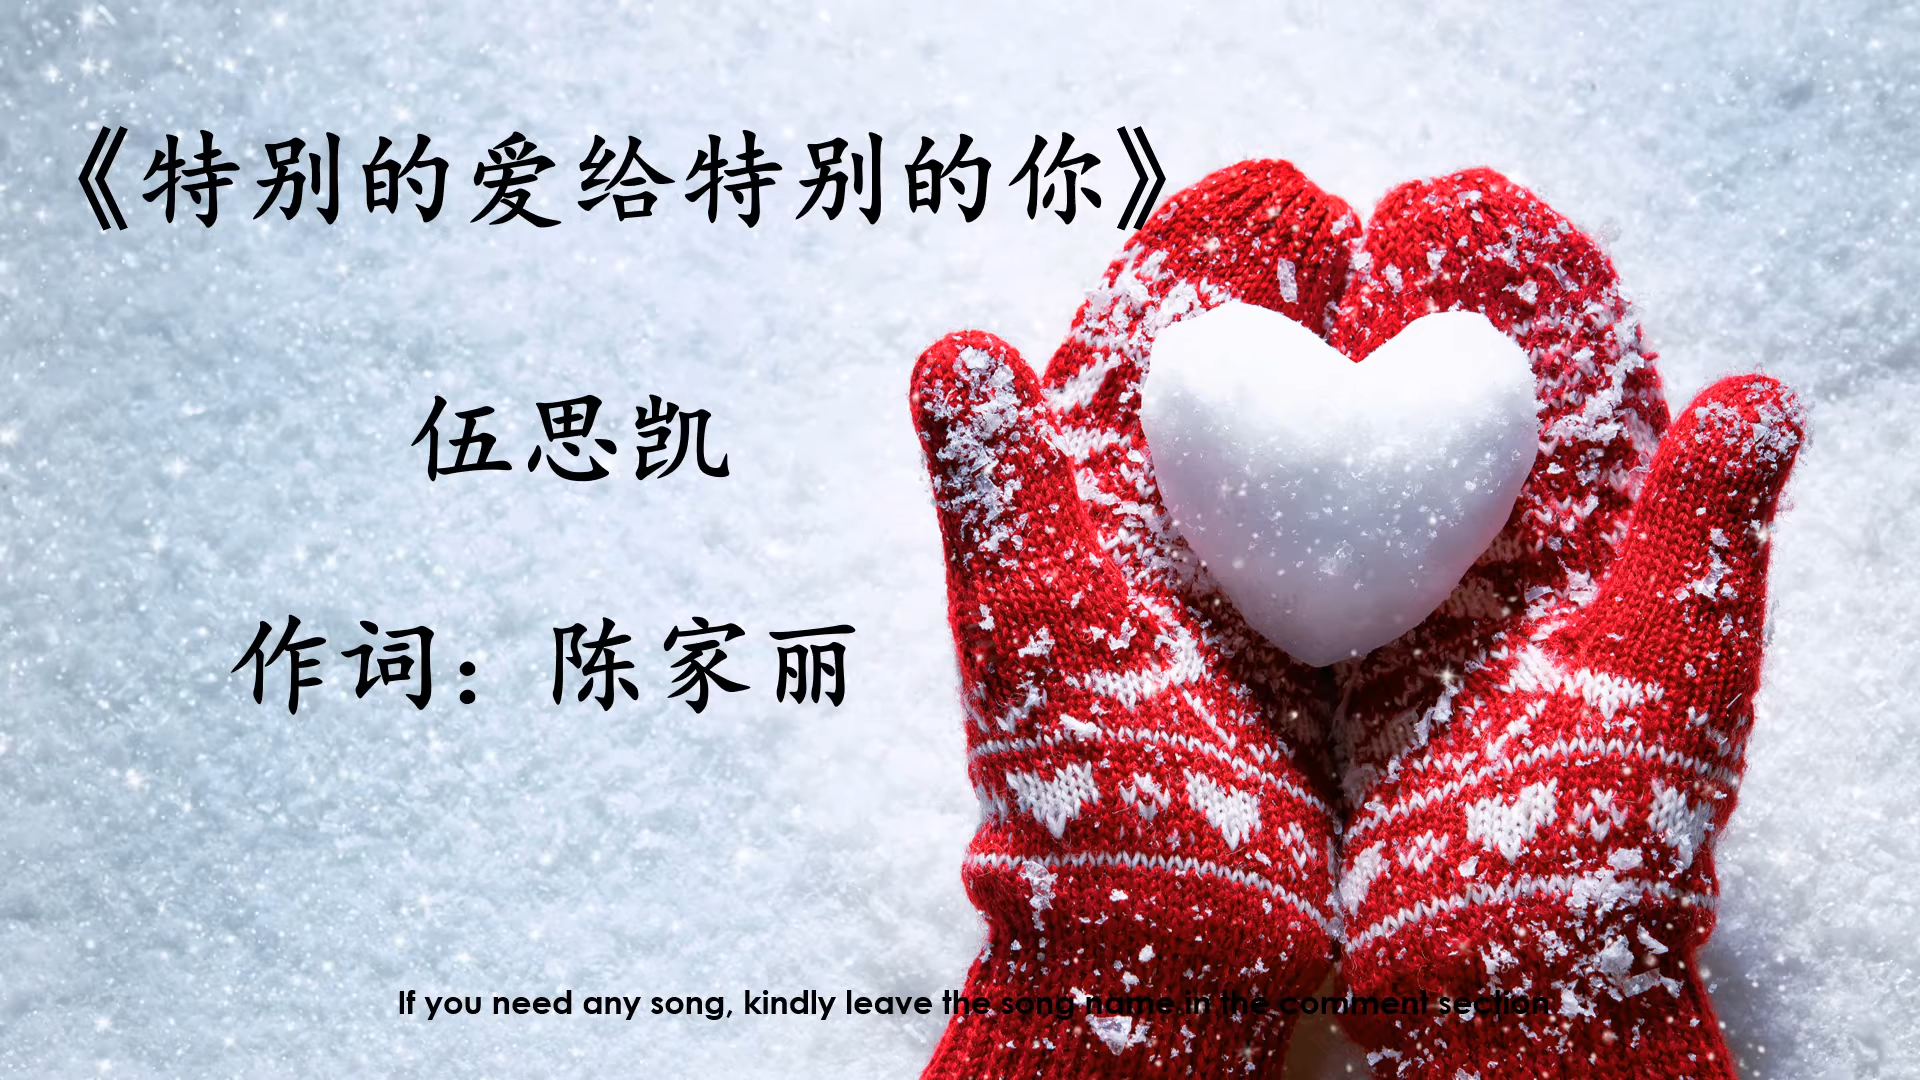 《特别的爱给特别的你》
伍思凯
作词：陈家丽
If you need any song, kindly leave the song name in the comment section